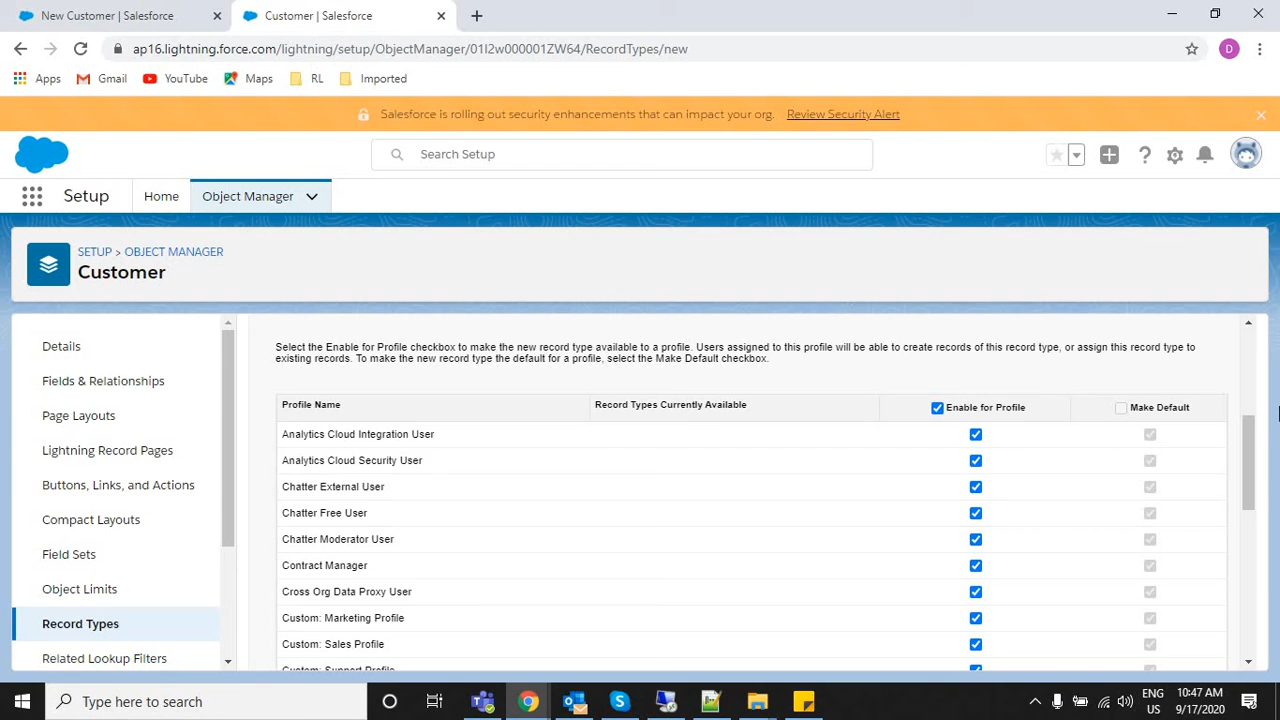 New Customer | Salesforce
Customer | Salesforce
ap16.lightning.force.com/lightning/setup/ObjectManager/01I2w000001ZW64/RecordTypes/new
D
Apps Gmail YouTube Maps RL Imported
Salesforce is rolling out security enhancements that can impact your org. Review Security Alert
Search Setup
Setup Home Object Manager
SETUP > OBJECT MANAGER
Customer
Details
Fields & Relationships
Page Layouts
Lightning Record Pages
Buttons, Links, and Actions
Compact Layouts
Field Sets
Object Limits
Record Types
Related Lookup Filters
Select the Enable for Profile checkbox to make the new record type available to a profile. Users assigned to this profile will be able to create records of this record type, or assign this record type to
existing records. To make the new record type the default for a profile, select the Make Default checkbox.
Profile Name Record Types Currently Available Enable for Profile Make Default
Analytics Cloud Integration User
Analytics Cloud Security User
Chatter External User
Chatter Free User
Chatter Moderator User
Contract Manager
Cross Org Data Proxy User
Custom: Marketing Profile
Custom: Sales Profile
Custom: Support Profile
Type here to search
ENG
US
10:47 AM
9/17/2020